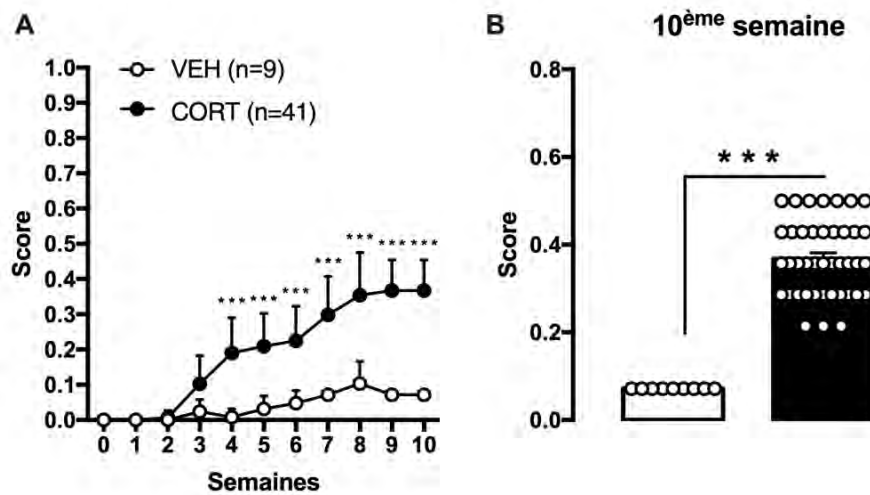 A
VEH (n=9)
CORT (n=41)
Score
1.0
0.9
0.8
0.7
0.6
0.5
0.4
0.3
0.2
0.1
0.0
*** *** *** *** *** *** ***
0 1 2 3 4 5 6 7 8 9 10
Semaines
B
10ème semaine
Score
0.8
0.6
0.4
0.2
0.0
***